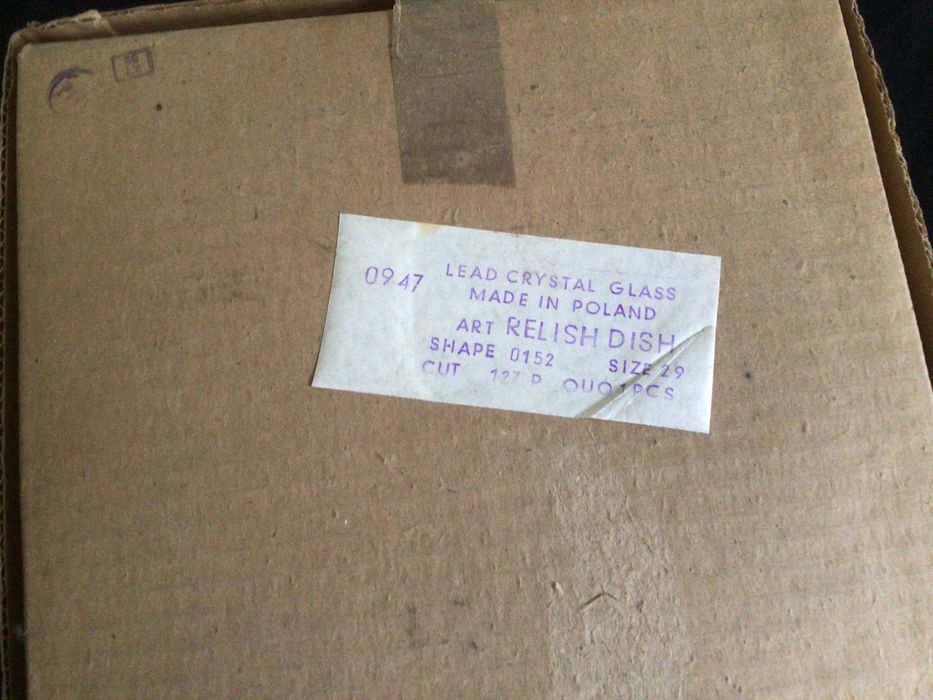 0947
LEAD CRYSTAL GLASS
MADE IN POLAND
ART RELISH DISH
SHAPE 0152 SIZE 29
CUT 127 P QUO 1PCS